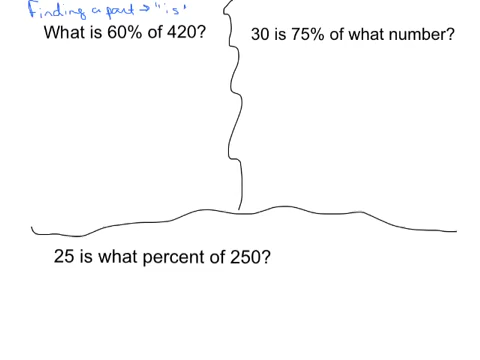 Finding a part → "is"
What is 60% of 420?
30 is 75% of what number?
25 is what percent of 250?